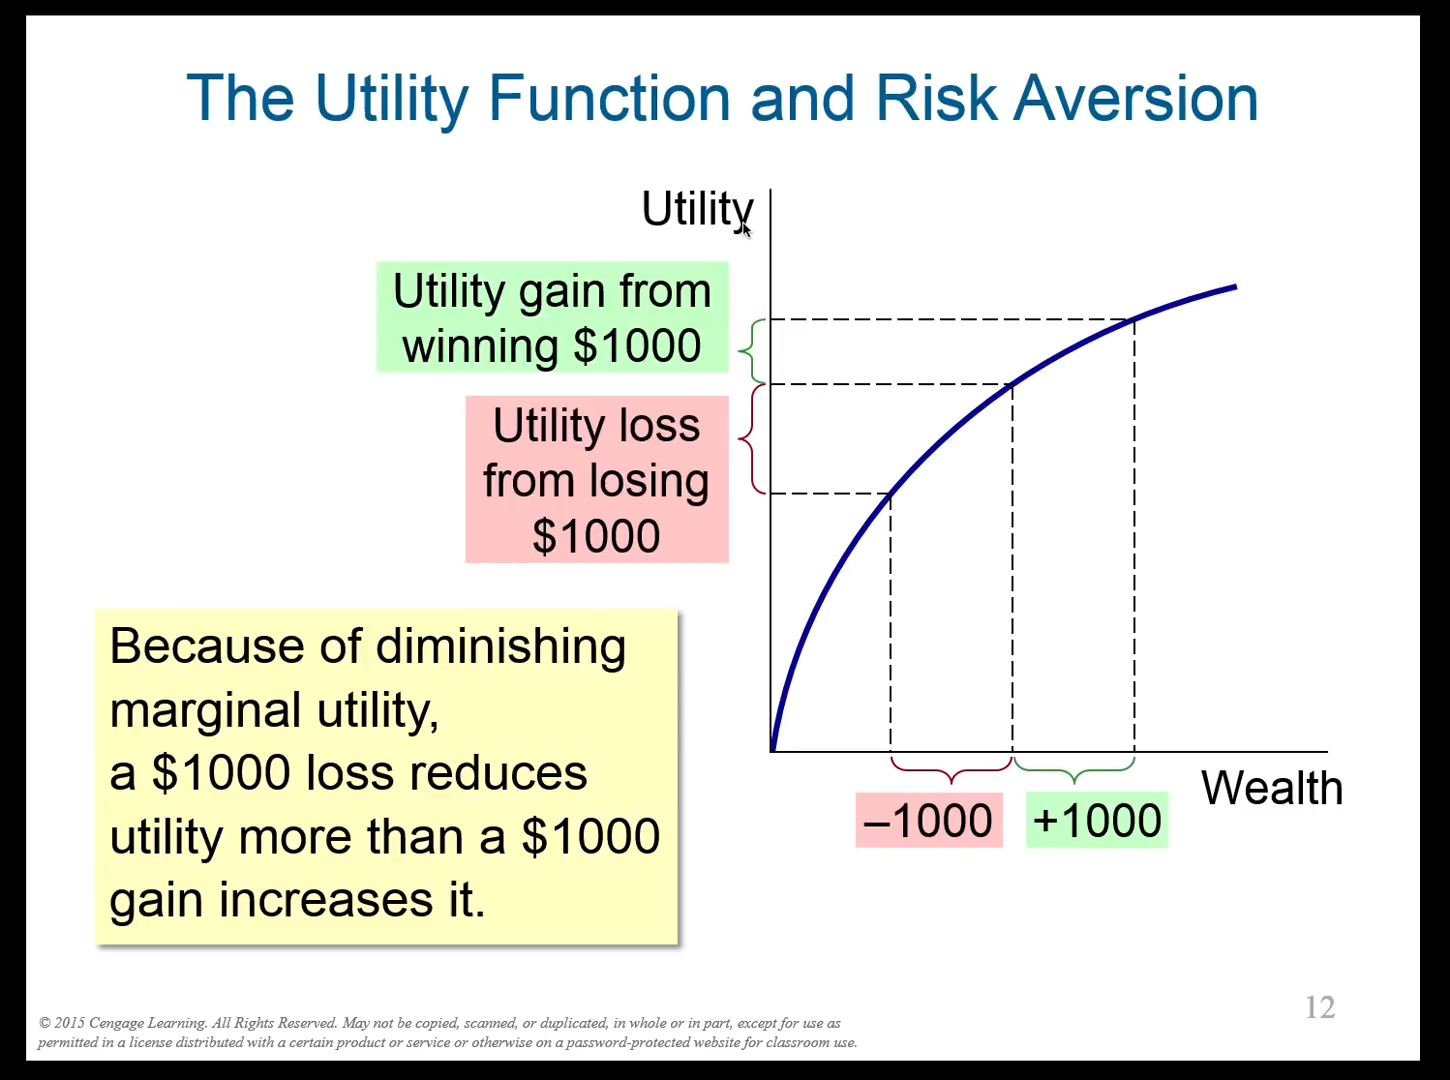 The Utility Function and Risk Aversion
Utility
Utility gain from
winning $1000
Utility loss
from losing
$1000
Because of diminishing
marginal utility,
a $1000 loss reduces
utility more than a $1000
gain increases it.
Wealth
–1000
+1000
12
© 2015 Cengage Learning. All Rights Reserved. May not be copied, scanned, or duplicated, in whole or in part, except for use as
permitted in a license distributed with a certain product or service or otherwise on a password-protected website for classroom use.